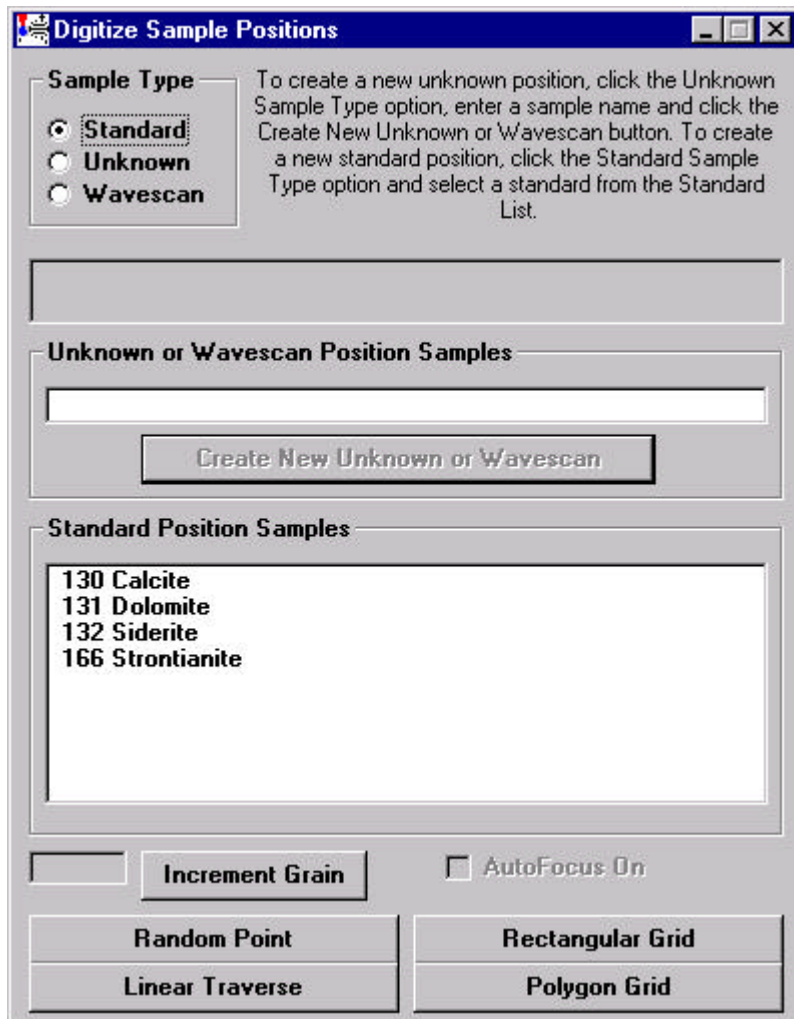 Digitize Sample Positions
Sample Type
Standard
Unknown
Wavescan
To create a new unknown position, click the Unknown
Sample Type option, enter a sample name and click the
Create New Unknown or Wavescan button. To create
a new standard position, click the Standard Sample
Type option and select a standard from the Standard
List.
Unknown or Wavescan Position Samples
Create New Unknown or Wavescan
Standard Position Samples
130 Calcite
131 Dolomite
132 Siderite
166 Strontianite
Increment Grain
AutoFocus On
Random Point
Rectangular Grid
Linear Traverse
Polygon Grid